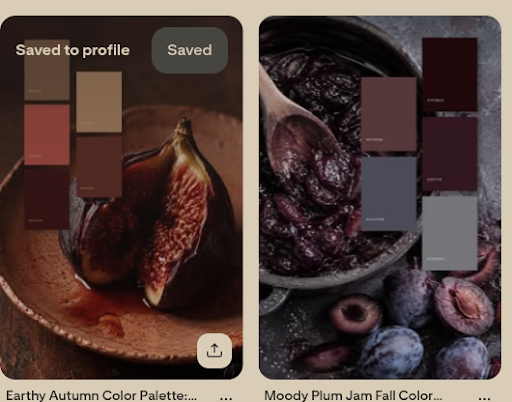 Saved to profile
Saved
Earthy Autumn Color Palette:...
...
Moody Plum Jam Fall Color...
...